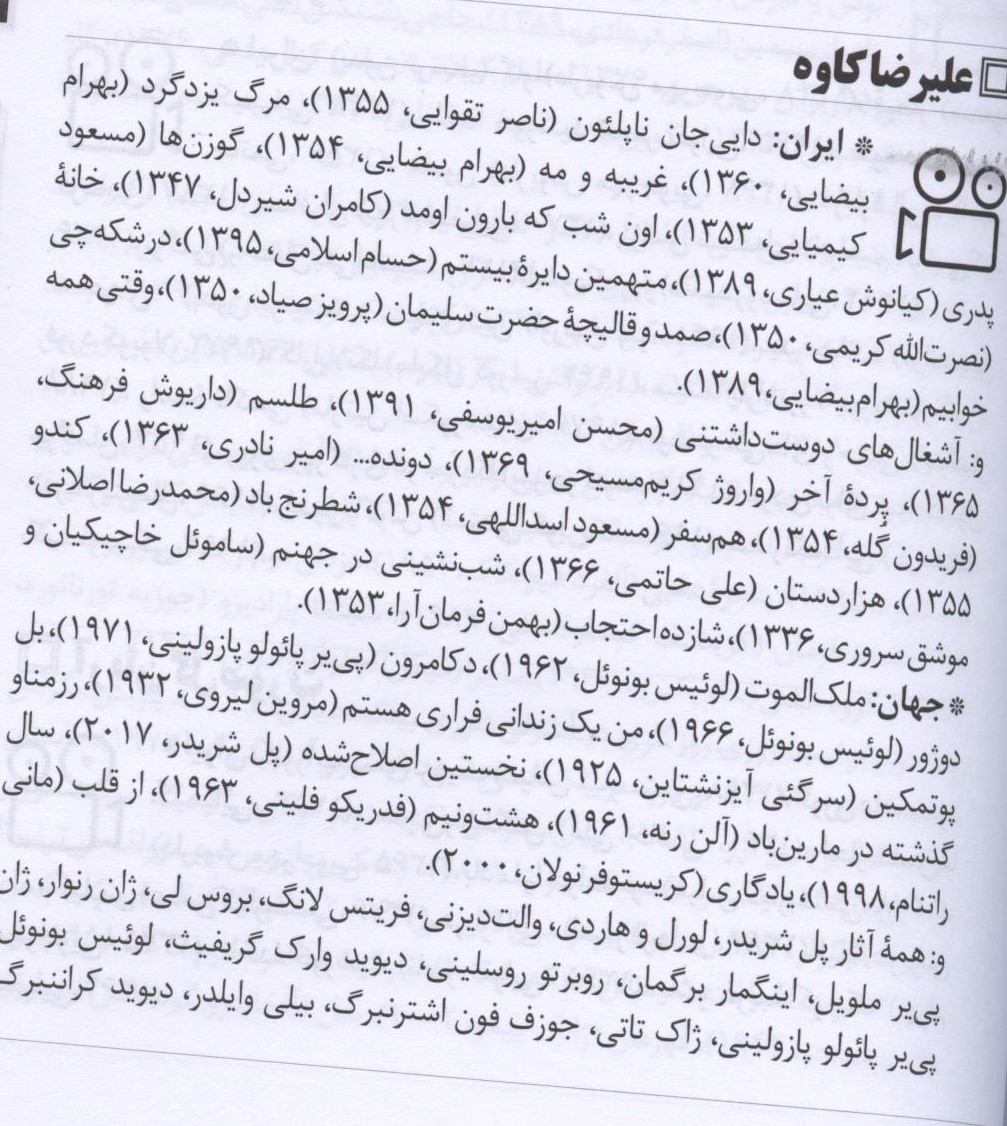 علیرضا کاوه
* ایران: دایی‌جان ناپلئون (ناصر تقوایی، ۱۳۵۵)، مرگ یزدگرد (بهرام
بیضایی، ۱۳۶۰)، غریبه و مه (بهرام بیضایی، ۱۳۵۴)، گوزن‌ها (مسعود
کیمیایی، ۱۳۵۳)، اون شب که بارون اومد (کامران شیردل، ۱۳۴۷)، خانهٔ
پدری (کیانوش عیاری، ۱۳۸۹)، متهمین دایرهٔ بیستم (حسام اسلامی، ۱۳۹۵)، درشکه‌چی
(نصرت‌الله کریمی، ۱۳۵۰)، صمد و قالیچهٔ حضرت سلیمان (پرویز صیاد، ۱۳۵۰)، وقتی همه
خوابیم (بهرام بیضایی، ۱۳۸۹).
و: آشغال‌های دوست‌داشتنی (محسن امیریوسفی، ۱۳۹۱)، طلسم (داریوش فرهنگ،
۱۳۶۵)، پردهٔ آخر (واروژ کریم‌مسیحی، ۱۳۶۹)، دونده (امیر نادری، ۱۳۶۳)، کندو
(فریدون گله، ۱۳۵۴)، هم‌سفر (مسعود اسداللهی، ۱۳۵۴)، شطرنج باد (محمدرضا اصلانی،
۱۳۵۵)، هزاردستان (علی حاتمی، ۱۳۶۶)، شب‌نشینی در جهنم (ساموئل خاچیکیان و
موشق سروری، ۱۳۳۶)، شازده احتجاب (بهمن فرمان‌آرا، ۱۳۵۳).
* جهان: ملک‌الموت (لوئیس بونوئل، ۱۹۶۲)، دکامرون (پی‌یر پائولو پازولینی، ۱۹۷۱)، بل
دوژور (لوئیس بونوئل، ۱۹۶۶)، من یک زندانی فراری هستم (مروین لیروی، ۱۹۳۲)، رزمناو
پوتمکین (سرگئی آیزنشتاین، ۱۹۲۵)، نخستین اصلاح‌شده (پل شریدر، ۲۰۱۷)، سال
گذشته در مارین‌باد (آلن رنه، ۱۹۶۱)، هشت‌ونیم (فدریکو فلینی، ۱۹۶۳)، از قلب (مانی
راتنام، ۱۹۹۸)، یادگاری (کریستوفر نولان، ۲۰۰۰).
و: همهٔ آثار پل شریدر، لورل و هاردی، والت‌دیزنی، فریتس لانگ، بروس لی، ژان رنوار، ژان
پی‌یر ملویل، اینگمار برگمان، روبرتو روسلینی، دیوید وارک گریفیث، لوئیس بونوئل
پی‌یر پائولو پازولینی، ژاک تاتی، جوزف فون اشترنبرگ، بیلی وایلدر، دیوید کراننبرگ